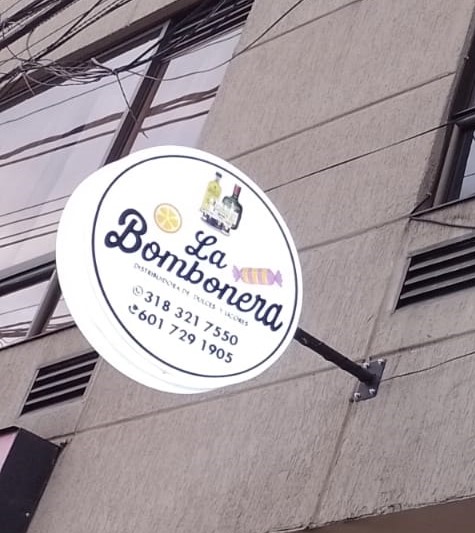 La
Bombonera
DISTRIBUIDORA DE DULCES Y LICORES
318 321 7550
601 729 1905